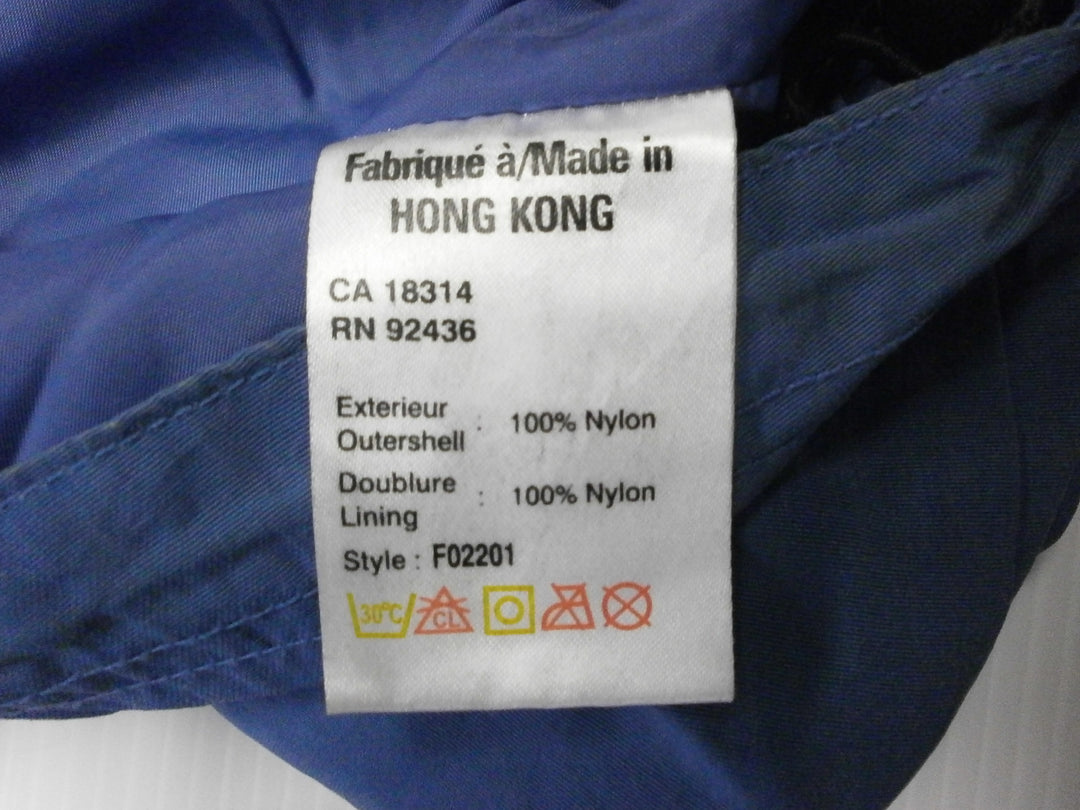 Fabriqué à/Made in
HONG KONG
CA 18314
RN 92436
Exterieur
Outershell : 100% Nylon
Doublure
Lining : 100% Nylon
Style : F02201
30°C CL